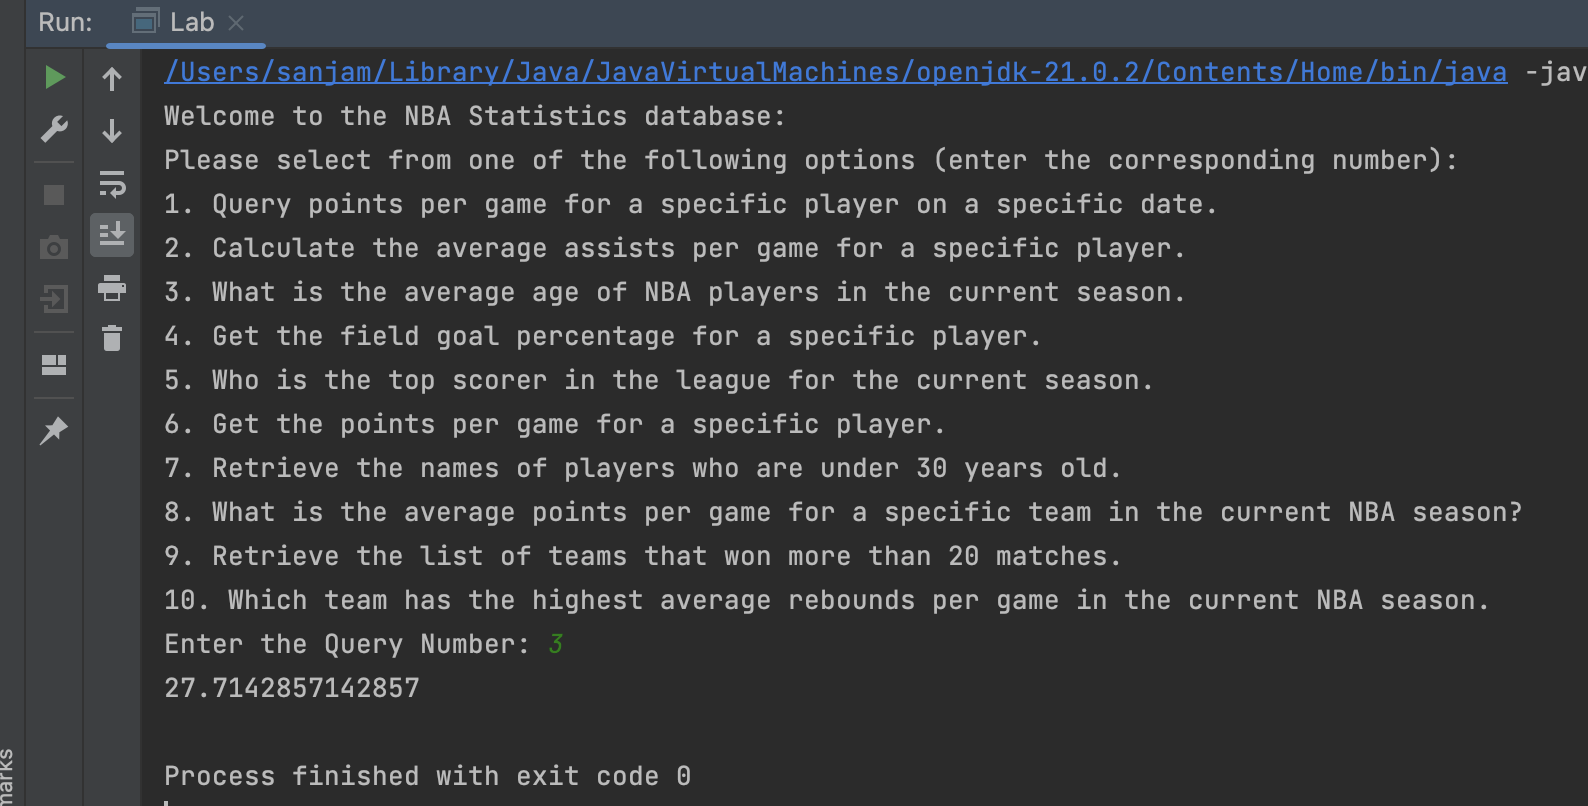 Run: Lab
/Users/sanjam/Library/Java/JavaVirtualMachines/openjdk-21.0.2/Contents/Home/bin/java -jav
Welcome to the NBA Statistics database:
Please select from one of the following options (enter the corresponding number):
1. Query points per game for a specific player on a specific date.
2. Calculate the average assists per game for a specific player.
3. What is the average age of NBA players in the current season.
4. Get the field goal percentage for a specific player.
5. Who is the top scorer in the league for the current season.
6. Get the points per game for a specific player.
7. Retrieve the names of players who are under 30 years old.
8. What is the average points per game for a specific team in the current NBA season?
9. Retrieve the list of teams that won more than 20 matches.
10. Which team has the highest average rebounds per game in the current NBA season.
Enter the Query Number: 3
27.7142857142857
Process finished with exit code 0
marks